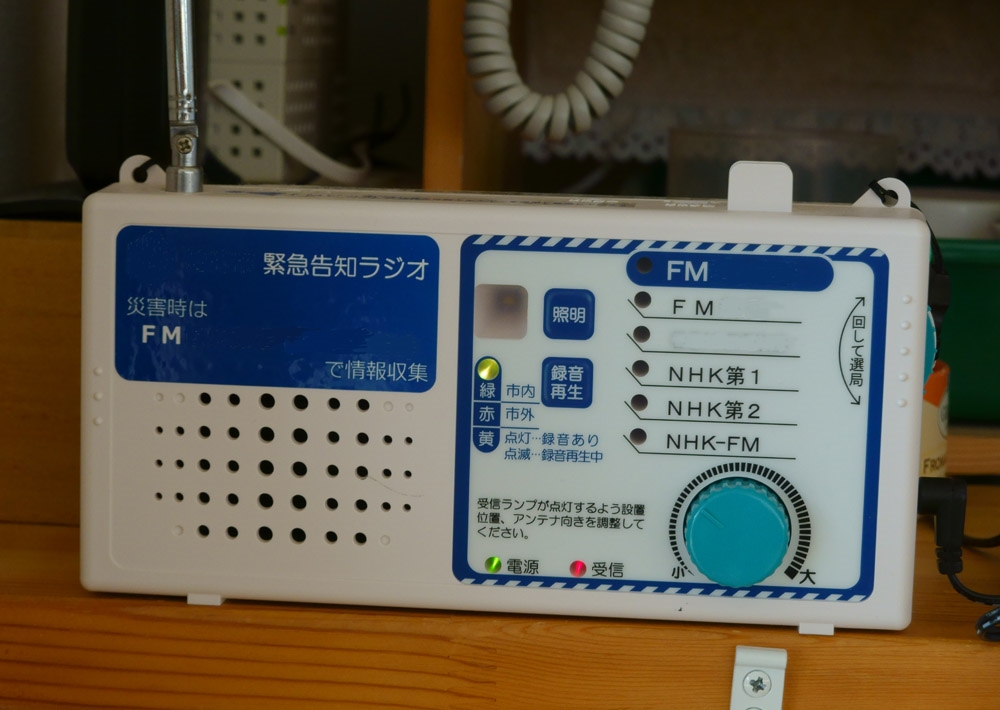 緊急告知ラジオ
災害時は
FM
で情報収集
照明
録音
再生
緑 市内
赤 市外
黄 点灯…録音あり
点滅…録音再生中
FM
FM
NHK第1
NHK第2
NHK-FM
回して選局
受信ランプが点灯するよう設置
位置、アンテナ向きを調整して
ください。
電源
受信
小
大
FRO